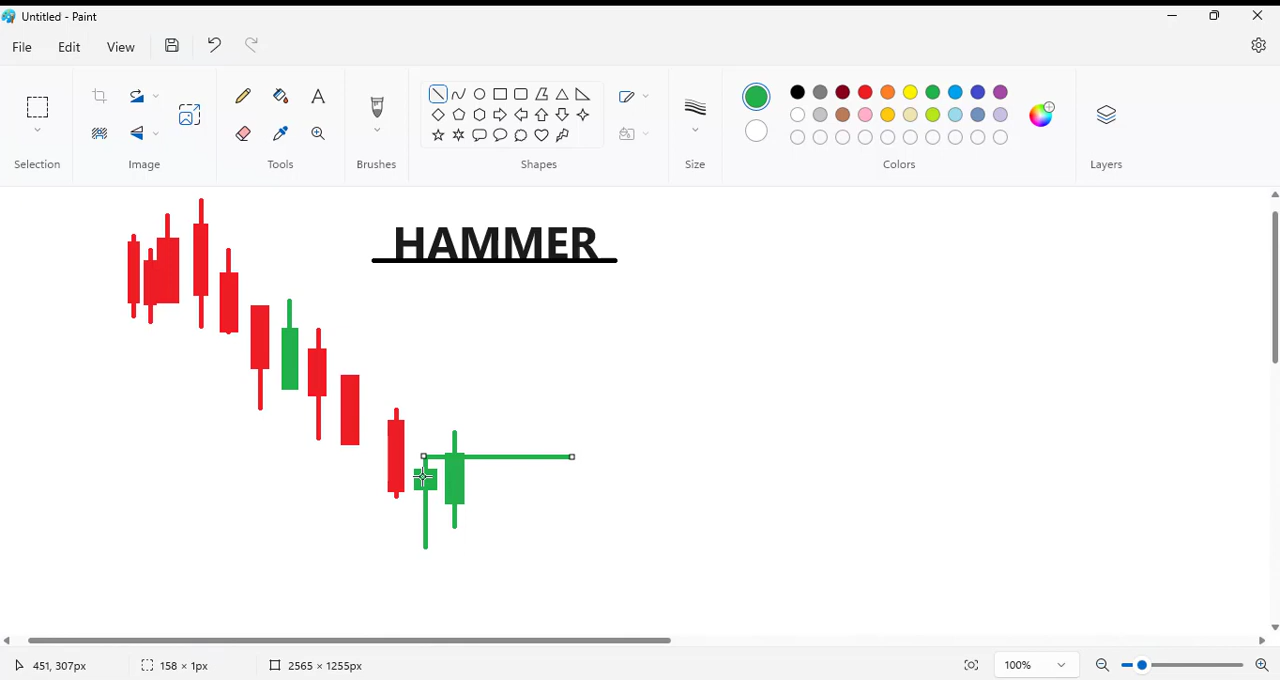 Untitled - Paint
File Edit View
Selection Image Tools Brushes Shapes Size Colors Layers
HAMMER
451, 307px 158 × 1px 2565 × 1255px 100%